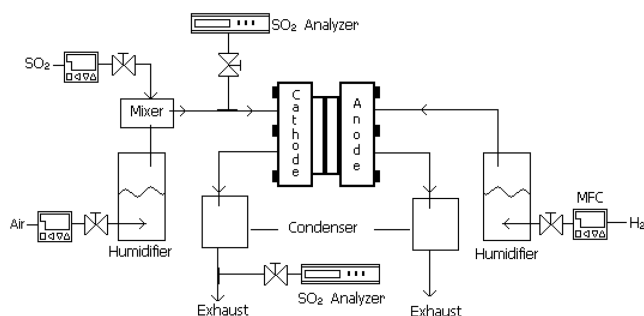 SO₂ Analyzer
SO₂
Mixer
Cathode
Anode
Air
Humidifier
Condenser
MFC
H₂
Humidifier
SO₂ Analyzer
Exhaust
Exhaust